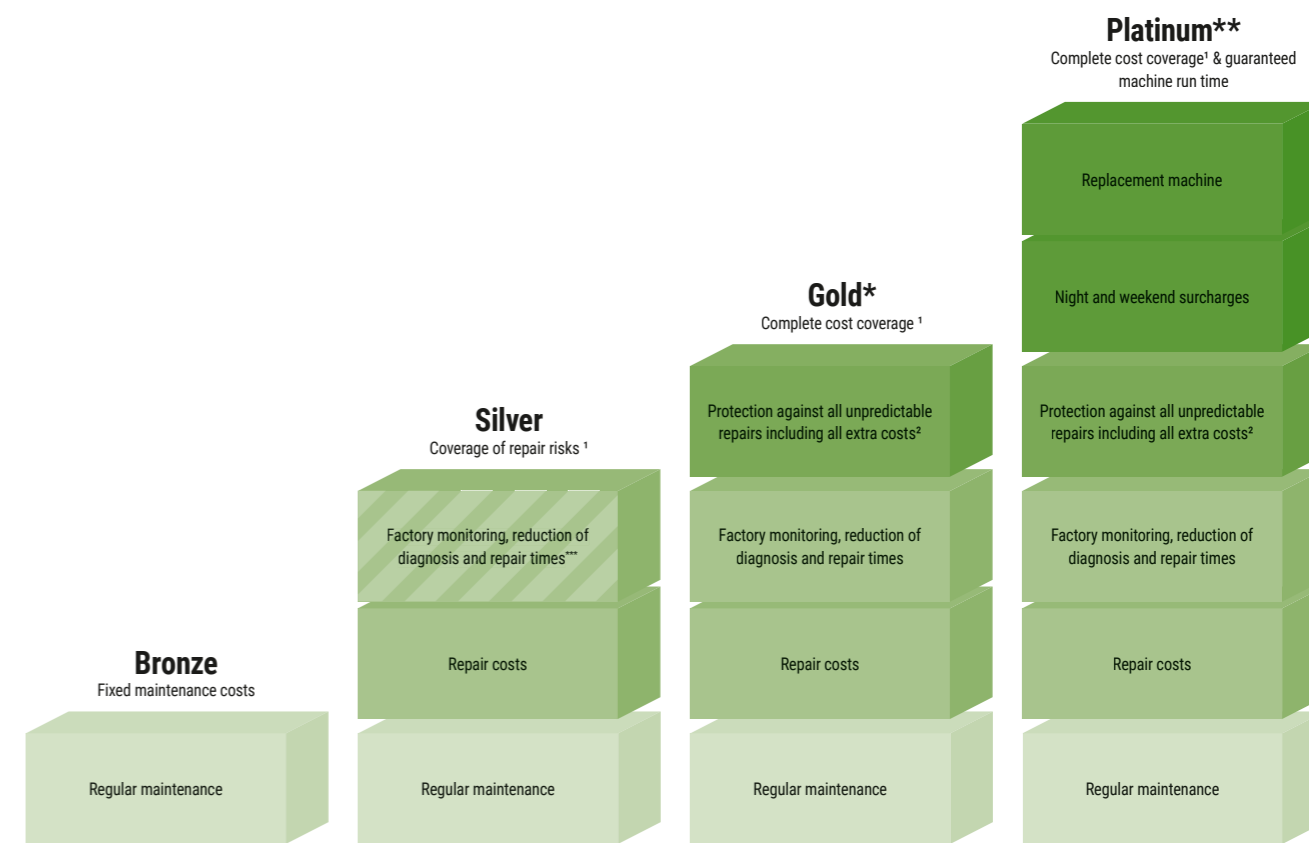 Bronze
Fixed maintenance costs
Regular maintenance
Silver
Coverage of repair risks ¹
Factory monitoring, reduction of
diagnosis and repair times***
Repair costs
Regular maintenance
Gold*
Complete cost coverage ¹
Protection against all unpredictable
repairs including all extra costs²
Factory monitoring, reduction of
diagnosis and repair times
Repair costs
Regular maintenance
Platinum**
Complete cost coverage¹ & guaranteed
machine run time
Replacement machine
Night and weekend surcharges
Protection against all unpredictable
repairs including all extra costs²
Factory monitoring, reduction of
diagnosis and repair times
Repair costs
Regular maintenance